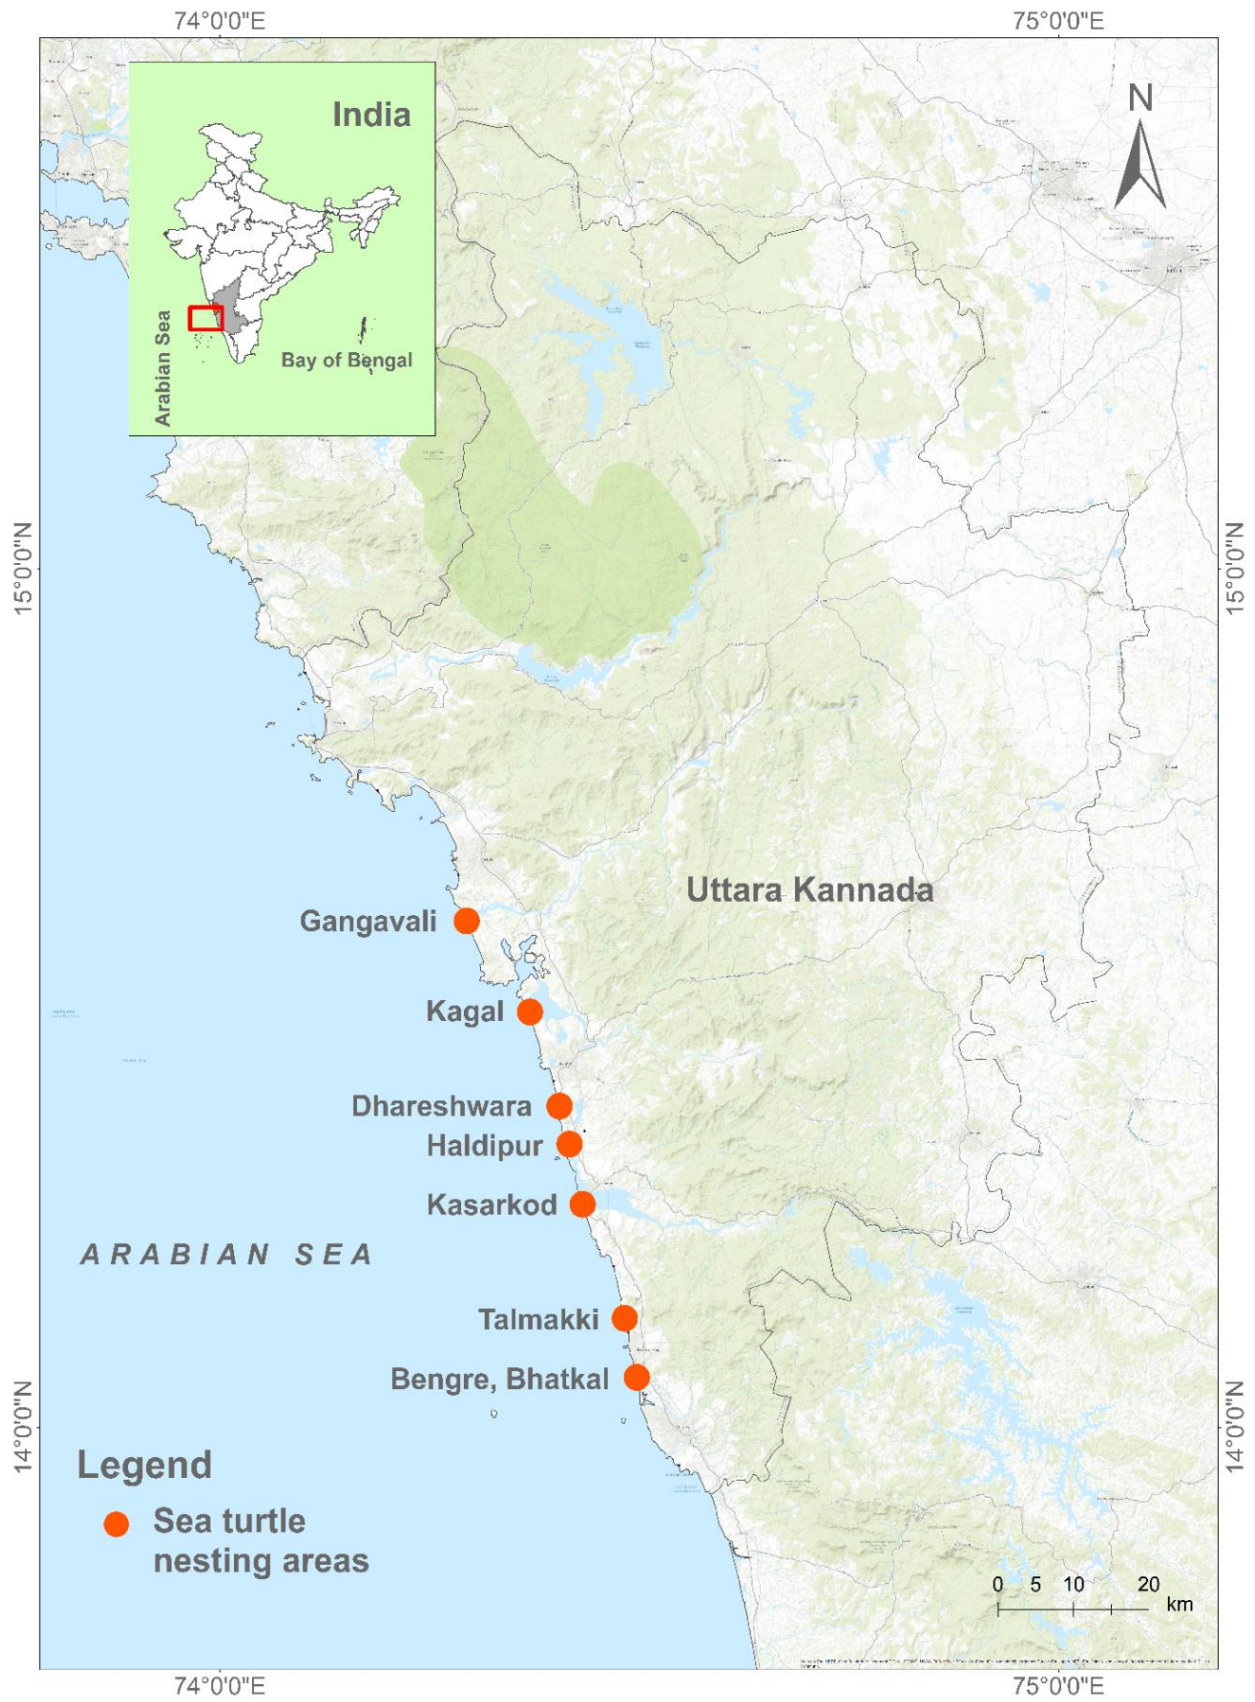 74°0'0"E
75°0'0"E
N
India
Arabian Sea
Bay of Bengal
15°0'0"N
15°0'0"N
Uttara Kannada
Gangavali
Kagal
Dhareshwara
Haldipur
Kasarkod
ARABIAN SEA
Talmakki
Bengre, Bhatkal
14°0'0"N
14°0'0"N
Legend
Sea turtle
nesting areas
0 5 10 20
km
74°0'0"E
75°0'0"E